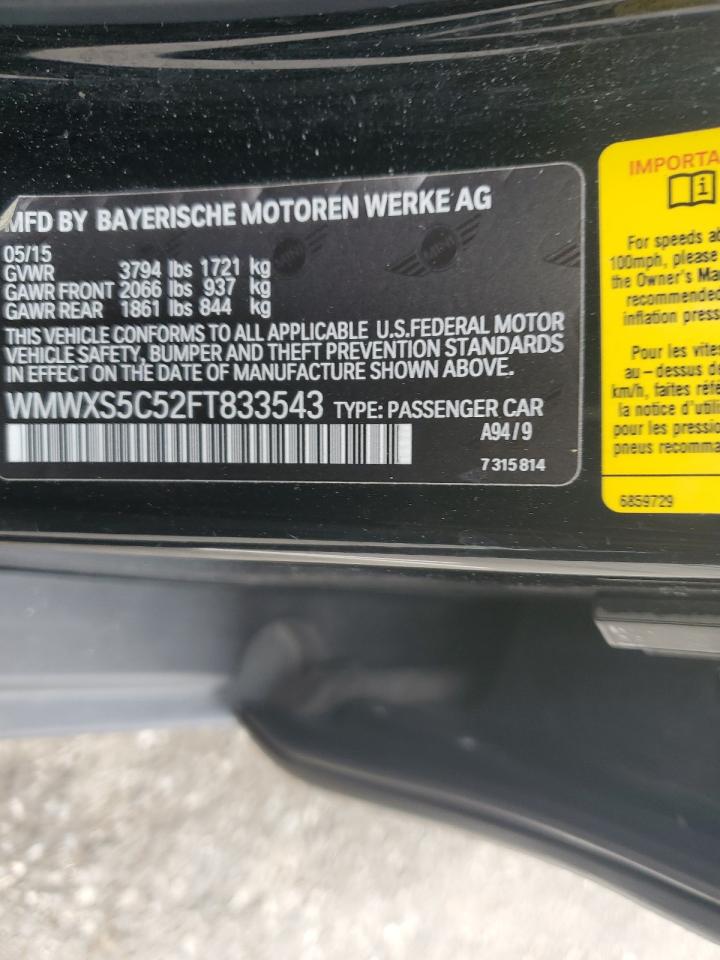 MFD BY BAYERISCHE MOTOREN WERKE AG
05/15
GVWR 3794 lbs 1721 kg
GAWR FRONT 2066 lbs 937 kg
GAWR REAR 1861 lbs 844 kg
THIS VEHICLE CONFORMS TO ALL APPLICABLE U.S.FEDERAL MOTOR
VEHICLE SAFETY, BUMPER AND THEFT PREVENTION STANDARDS
IN EFFECT ON THE DATE OF MANUFACTURE SHOWN ABOVE.
WMWXS5C52FT833543 TYPE: PASSENGER CAR
A94/9
7315814
IMPORTA
i
For speeds ab
100mph, please
the Owner's Ma
recommended
inflation press
Pour les vites
au-dessus de
km/h, faites référ
la notice d'utili
pour les pression
pneus recomma
6859729